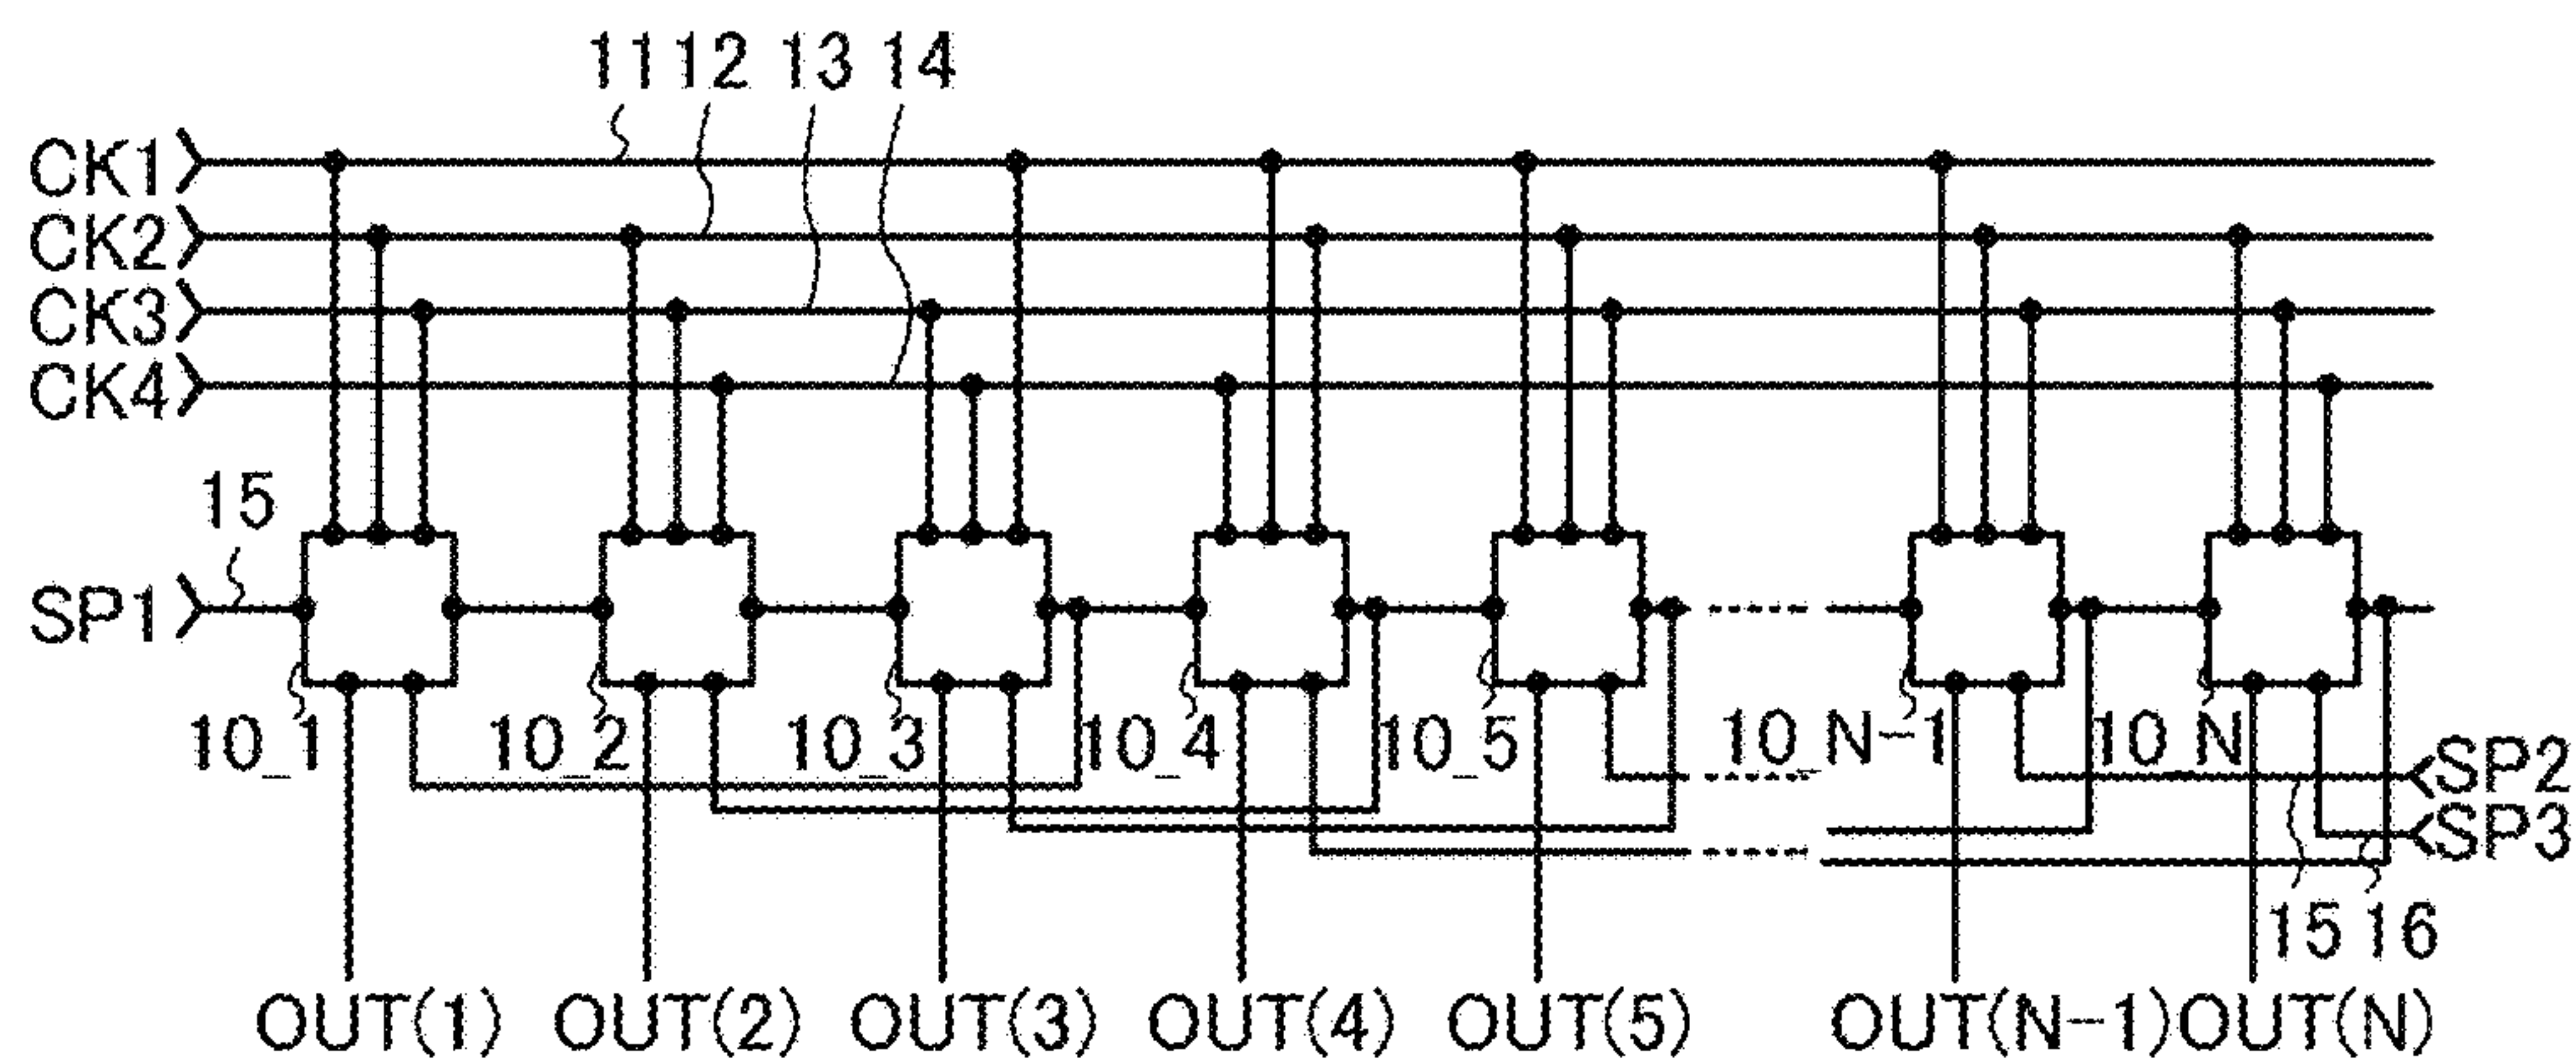 11 12 13 14
CK1
CK2
CK3
CK4
15
SP1
10_1 10_2 10_3 10_4 10_5 10_N-1 10_N
SP2
SP3
15 16
OUT(1) OUT(2) OUT(3) OUT(4) OUT(5) OUT(N-1) OUT(N)